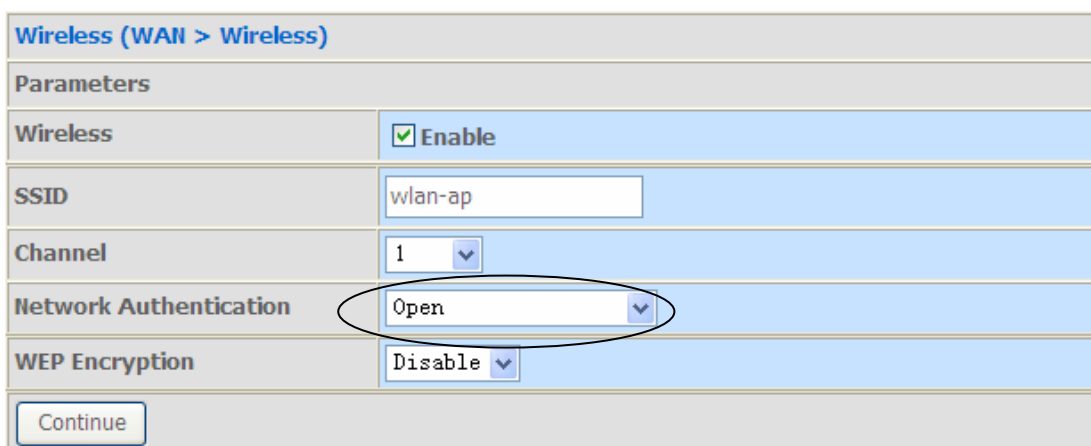 Wireless (WAN > Wireless)
Parameters
Wireless Enable
SSID wlan-ap
Channel 1
Network Authentication Open
WEP Encryption Disable
Continue